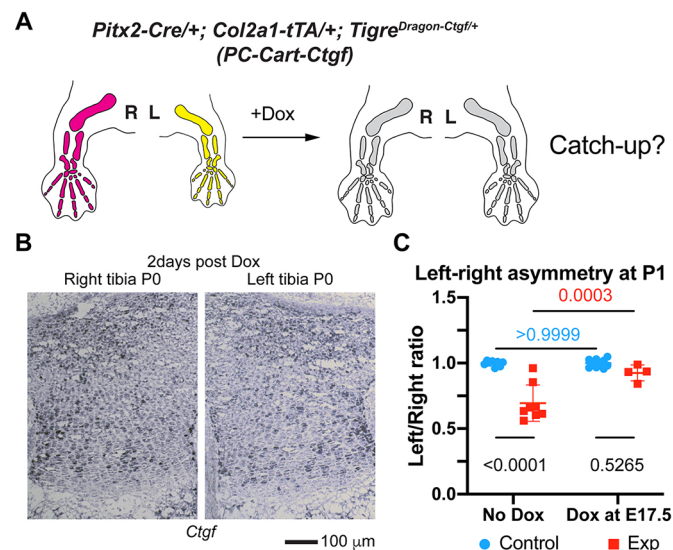 A
Pitx2-Cre/+; Col2a1-tTA/+; Tigre^Dragon-Ctgf/+
(PC-Cart-Ctgf)
R L
+Dox
R L
Catch-up?
B
2days post Dox
Right tibia P0
Left tibia P0
Ctgf
100 μm
C
Left-right asymmetry at P1
Left/Right ratio
1.5
1.0
0.5
0.0
0.0003
>0.9999
<0.0001
0.5265
No Dox
Dox at E17.5
Control
Exp